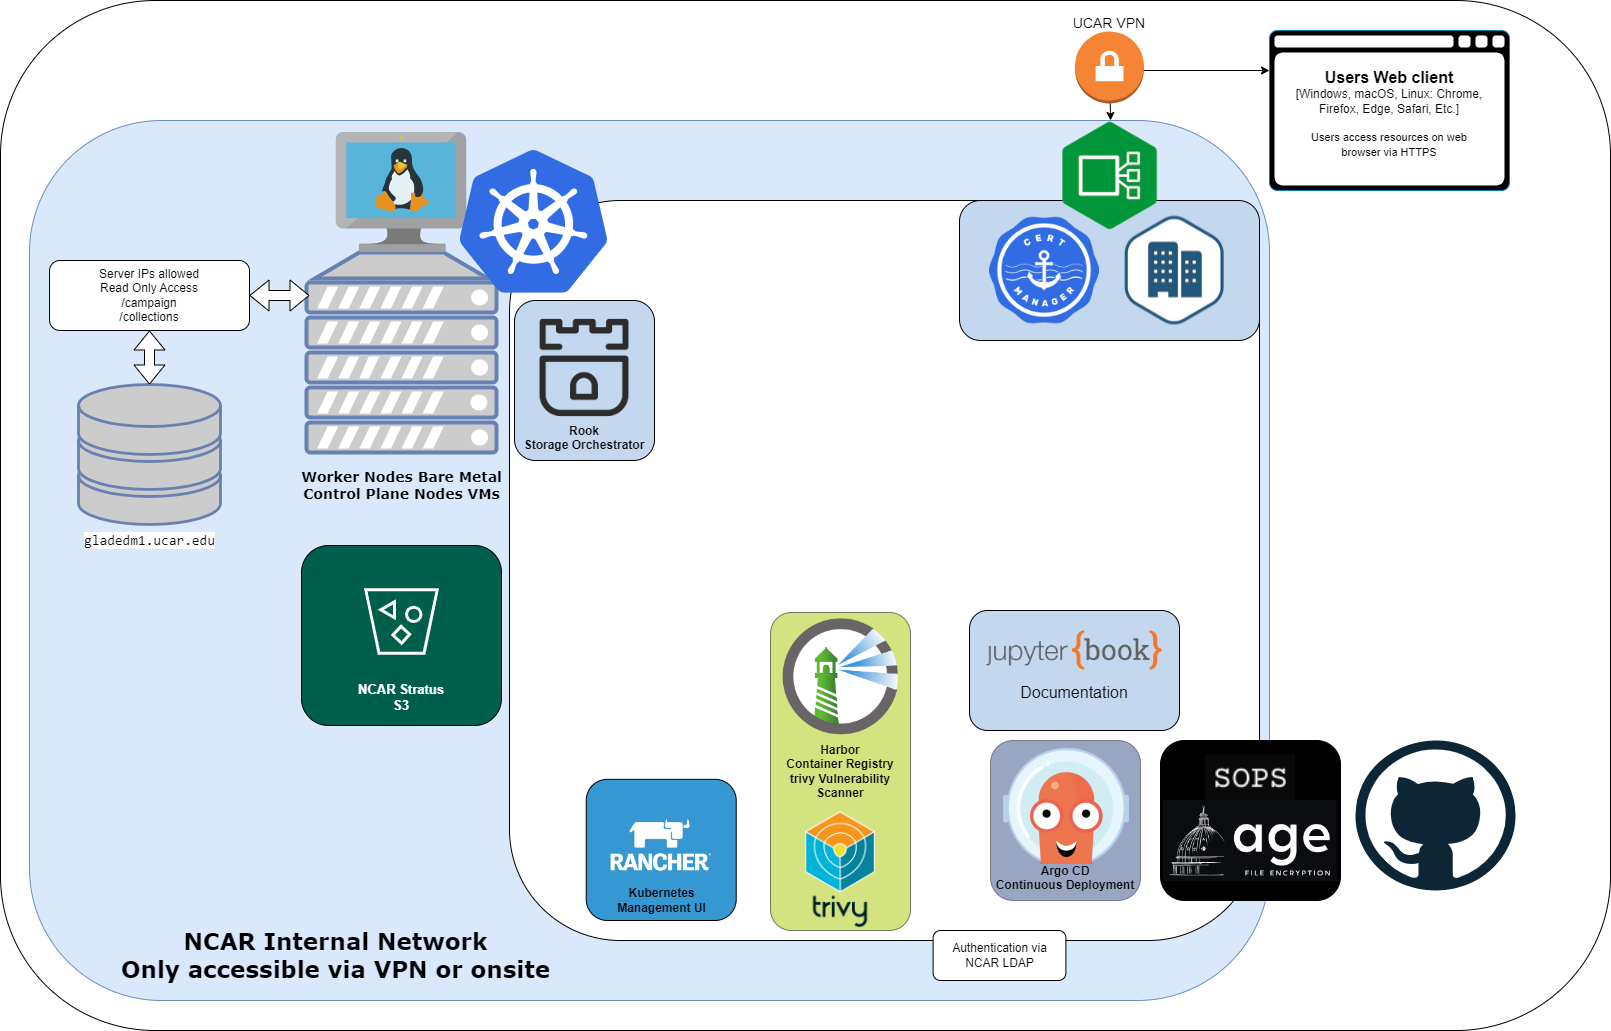 UCAR VPN
Users Web client
[Windows, macOS, Linux: Chrome,
Firefox, Edge, Safari, Etc.]
Users access resources on web
browser via HTTPS
CERT
MANAGER
Server IPs allowed
Read Only Access
/campaign
/collections
Rook
Storage Orchestrator
Worker Nodes Bare Metal
Control Plane Nodes VMs
gladedm1.ucar.edu
NCAR Stratus
S3
jupyter {book}
Documentation
Harbor
Container Registry
trivy Vulnerability
Scanner
trivy
RANCHER
Kubernetes
Management UI
Argo CD
Continuous Deployment
SOPS
age
FILE ENCRYPTION
NCAR Internal Network
Only accessible via VPN or onsite
Authentication via
NCAR LDAP